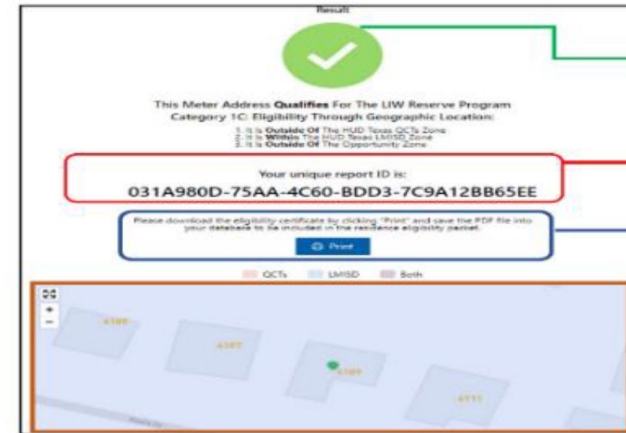 Result
This Meter Address Qualifies For The LIW Reserve Program
Category 1C: Eligibility Through Geographic Location:
1. It Is Outside Of The HUD Texas QCTs Zone
2. It Is Within The HUD Texas LMISD Zone
3. It Is Outside Of The Opportunity Zone
Your unique report ID is:
031A980D-75AA-4C60-BDD3-7C9A12BB65EE
Please download the eligibility certificate by clicking "Print" and save the PDF file into
your database to be included in the residence eligibility packet.
Print
QCTs LMISD Both
+
−
4107
4109